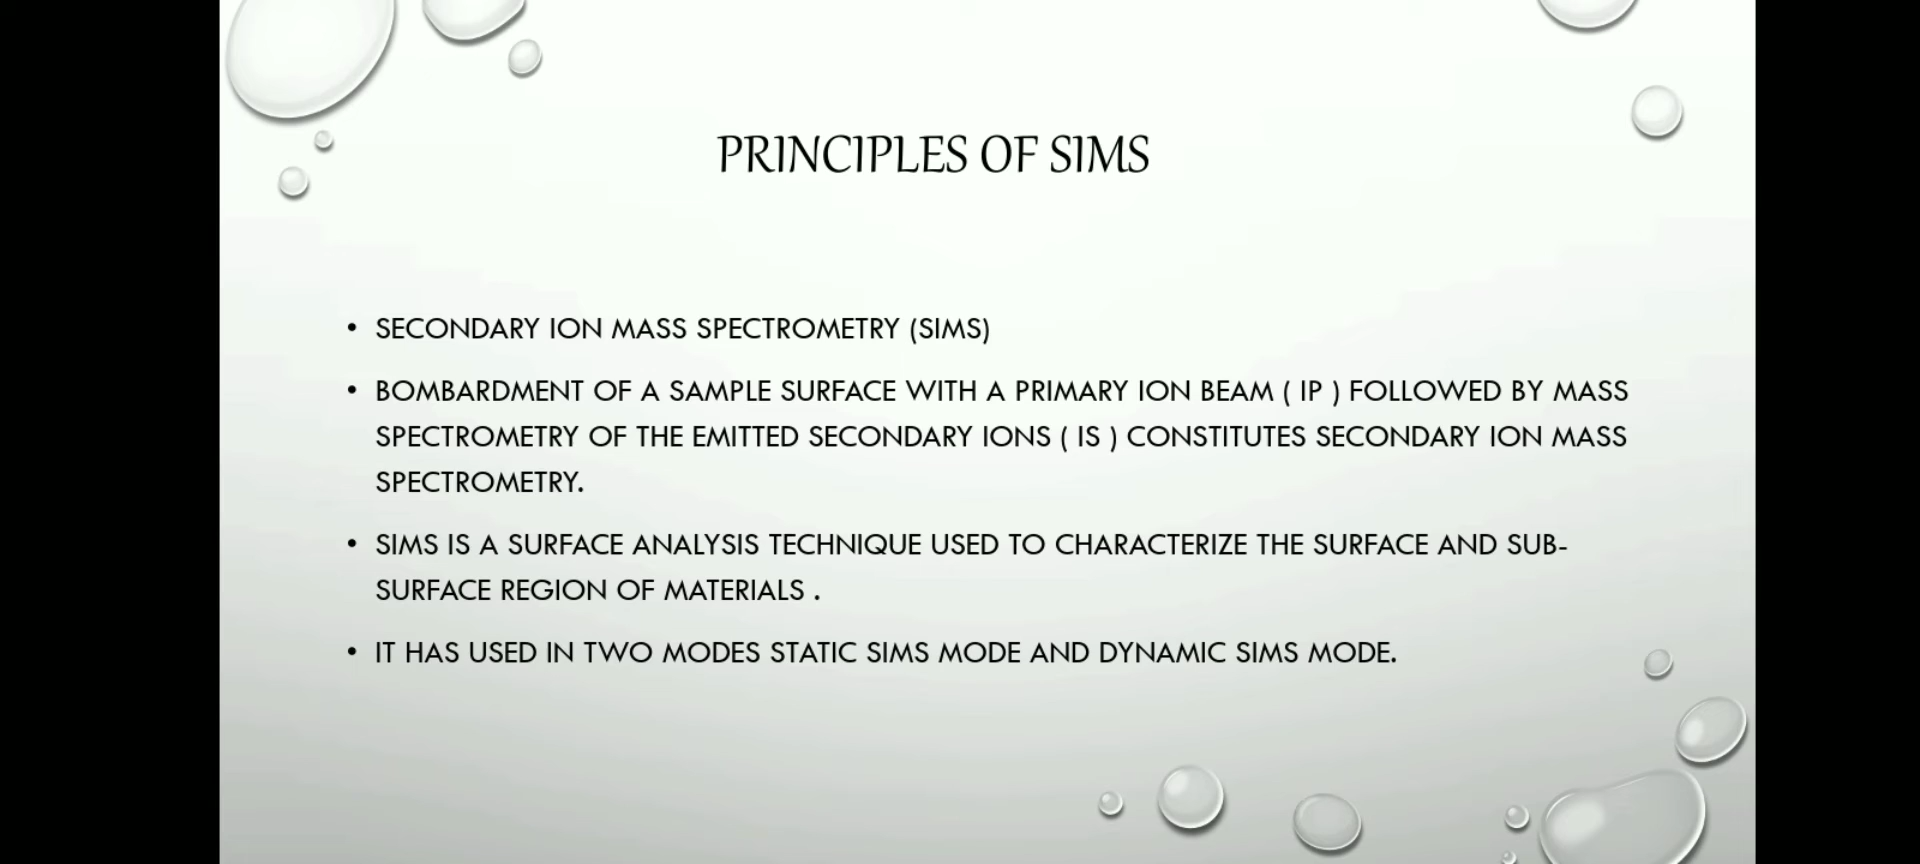 PRINCIPLES OF SIMS
• SECONDARY ION MASS SPECTROMETRY (SIMS)
• BOMBARDMENT OF A SAMPLE SURFACE WITH A PRIMARY ION BEAM ( IP ) FOLLOWED BY MASS
SPECTROMETRY OF THE EMITTED SECONDARY IONS ( IS ) CONSTITUTES SECONDARY ION MASS
SPECTROMETRY.
• SIMS IS A SURFACE ANALYSIS TECHNIQUE USED TO CHARACTERIZE THE SURFACE AND SUB-
SURFACE REGION OF MATERIALS .
• IT HAS USED IN TWO MODES STATIC SIMS MODE AND DYNAMIC SIMS MODE.